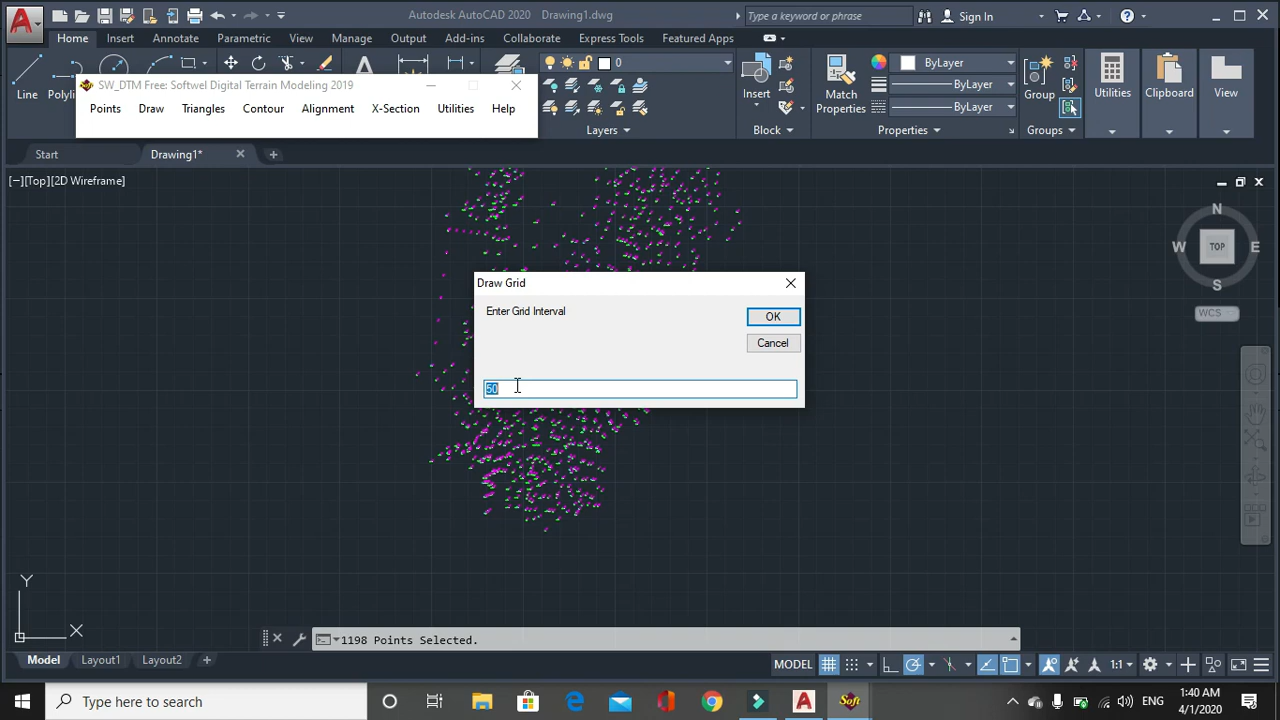 Autodesk AutoCAD 2020 Drawing1.dwg
Type a keyword or phrase
Sign In
Home Insert Annotate Parametric View Manage Output Add-ins Collaborate Express Tools Featured Apps
SW_DTM Free: Softwel Digital Terrain Modeling 2019
Points Draw Triangles Contour Alignment X-Section Utilities Help
Line
0
Layers
Insert
Block
Match
Properties
ByLayer
ByLayer
ByLayer
Properties
Group
Groups
Utilities
Clipboard
View
Start
Drawing1*
[−][Top][2D Wireframe]
N
W TOP E
S
WCS
Draw Grid
Enter Grid Interval
OK
Cancel
50
Y
X
1198 Points Selected.
Model Layout1 Layout2
MODEL
1:1
Type here to search
Soft
ENG
1:40 AM
4/1/2020